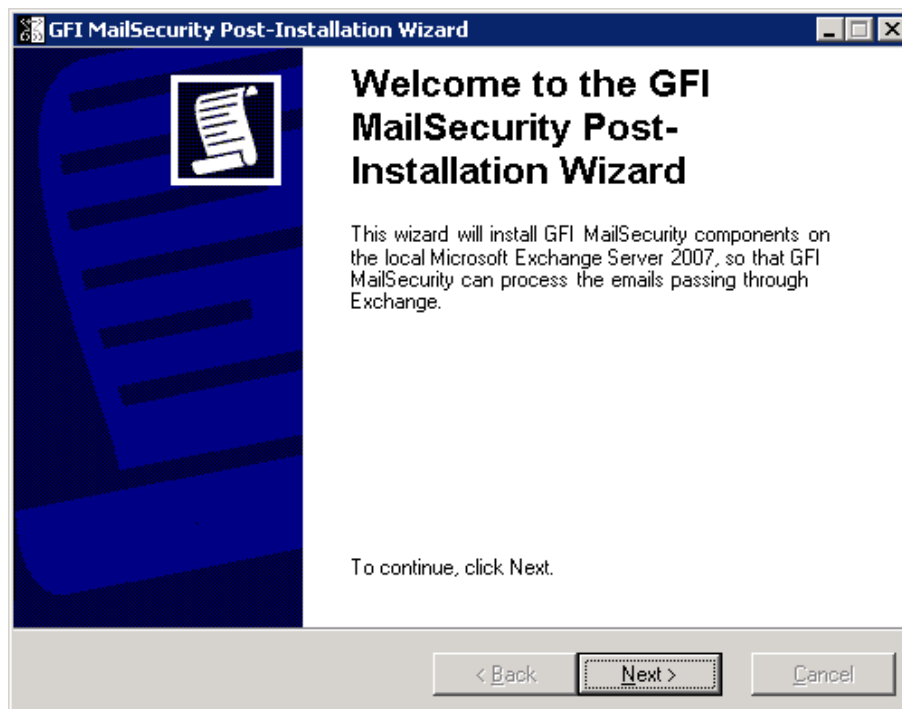 GFI MailSecurity Post-Installation Wizard
Welcome to the GFI
MailSecurity Post-
Installation Wizard
This wizard will install GFI MailSecurity components on
the local Microsoft Exchange Server 2007, so that GFI
MailSecurity can process the emails passing through
Exchange.
To continue, click Next.
< Back
Next >
Cancel